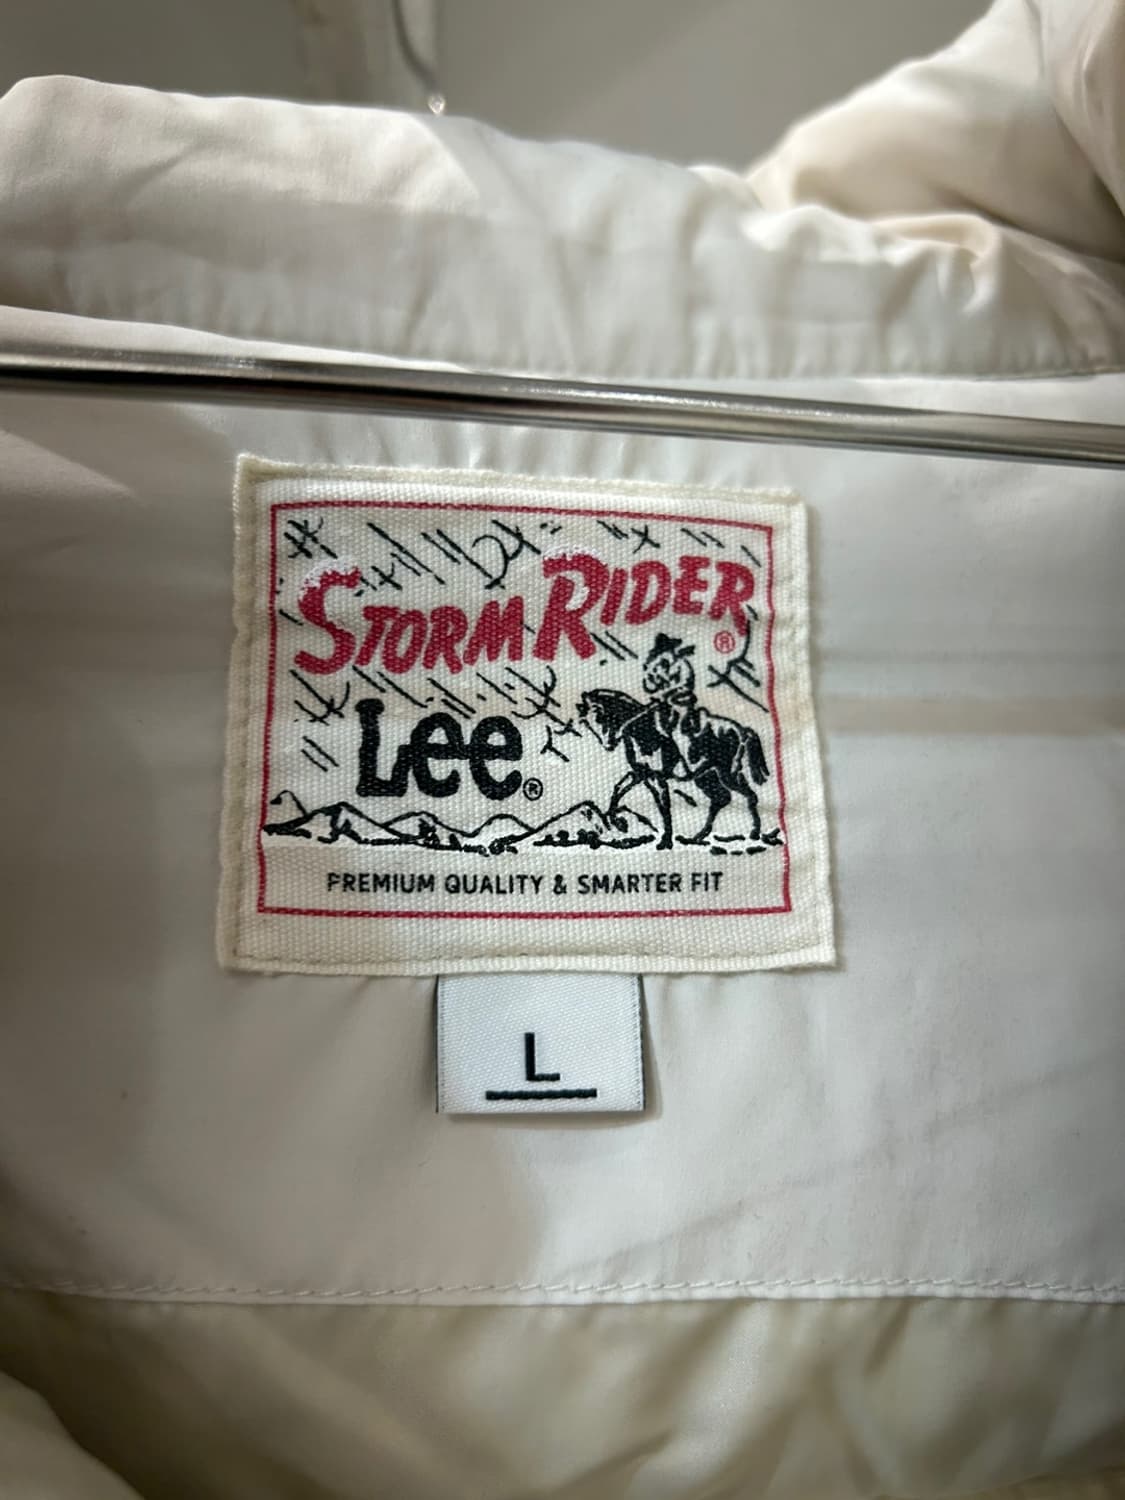 STORM RIDER ®
Lee ®
PREMIUM QUALITY & SMARTER FIT
L